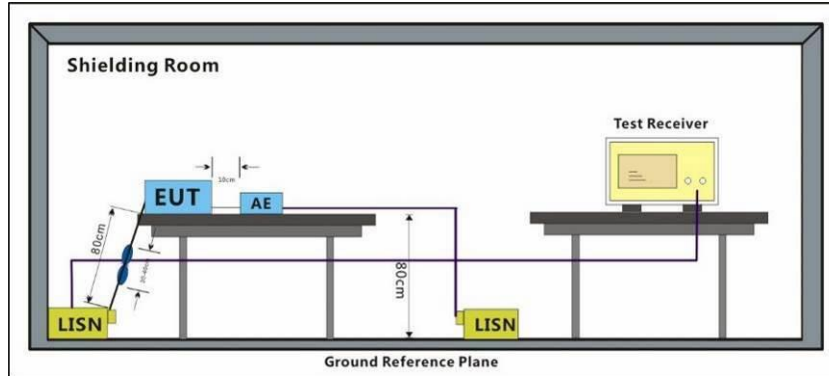 Shielding Room
Test Receiver
10cm
EUT
AE
80cm
80cm
LISN
LISN
Ground Reference Plane